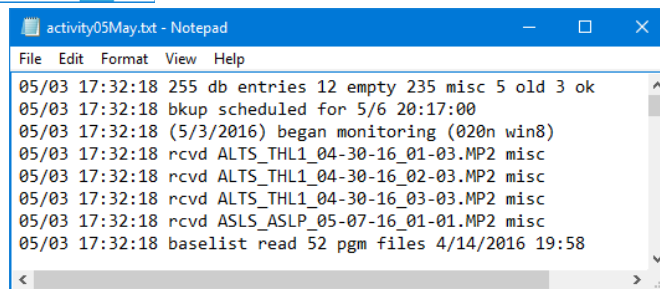 activity05May.txt - Notepad
File Edit Format View Help
05/03 17:32:18 255 db entries 12 empty 235 misc 5 old 3 ok
05/03 17:32:18 bkup scheduled for 5/6 20:17:00
05/03 17:32:18 (5/3/2016) began monitoring (020n win8)
05/03 17:32:18 rcvd ALTS_THL1_04-30-16_01-03.MP2 misc
05/03 17:32:18 rcvd ALTS_THL1_04-30-16_02-03.MP2 misc
05/03 17:32:18 rcvd ALTS_THL1_04-30-16_03-03.MP2 misc
05/03 17:32:18 rcvd ASLS_ASLP_05-07-16_01-01.MP2 misc
05/03 17:32:18 baselist read 52 pgm files 4/14/2016 19:58